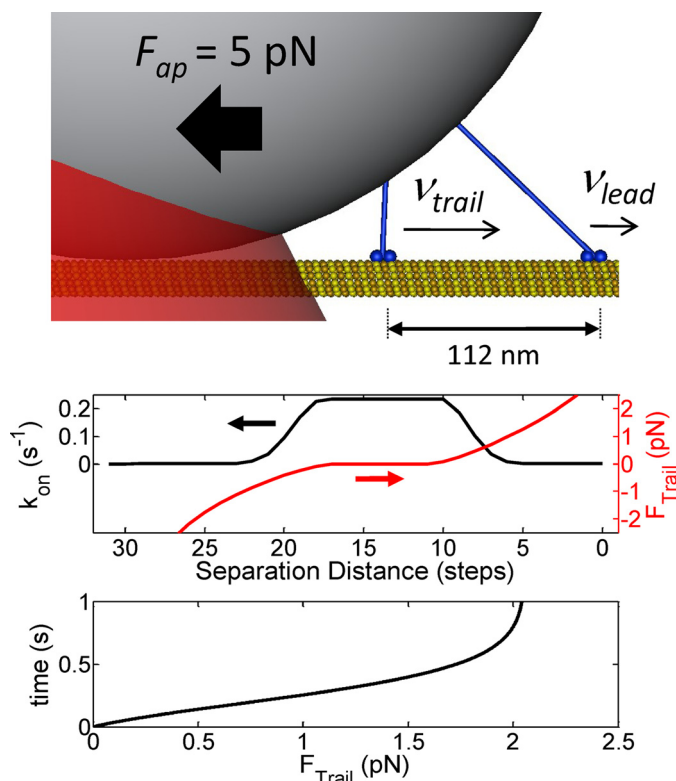 F_ap = 5 pN
ν_trail
ν_lead
112 nm
0.2
0.1
0
k_on (s⁻¹)
2
1
0
-1
-2
F_Trail (pN)
30 25 20 15 10 5 0
Separation Distance (steps)
1
0.5
0
time (s)
0 0.5 1 1.5 2 2.5
F_Trail (pN)